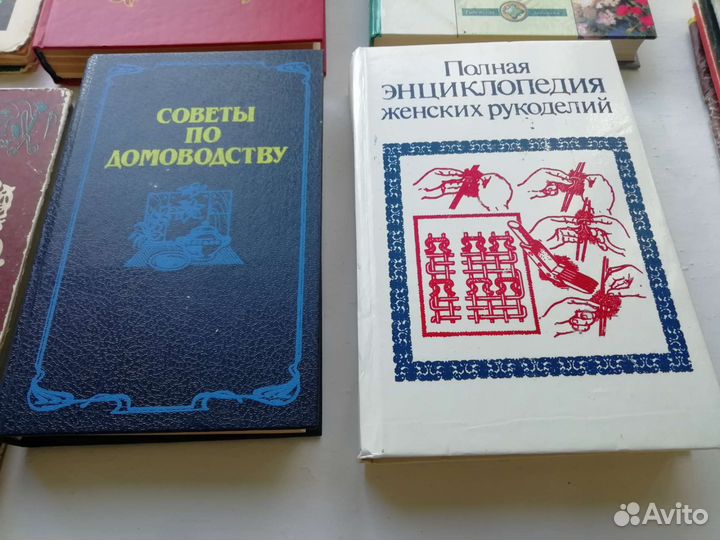 СОВЕТЫ
ПО
ДОМОВОДСТВУ
Полная
ЭНЦИКЛОПЕДИЯ
женских рукоделий
Avito